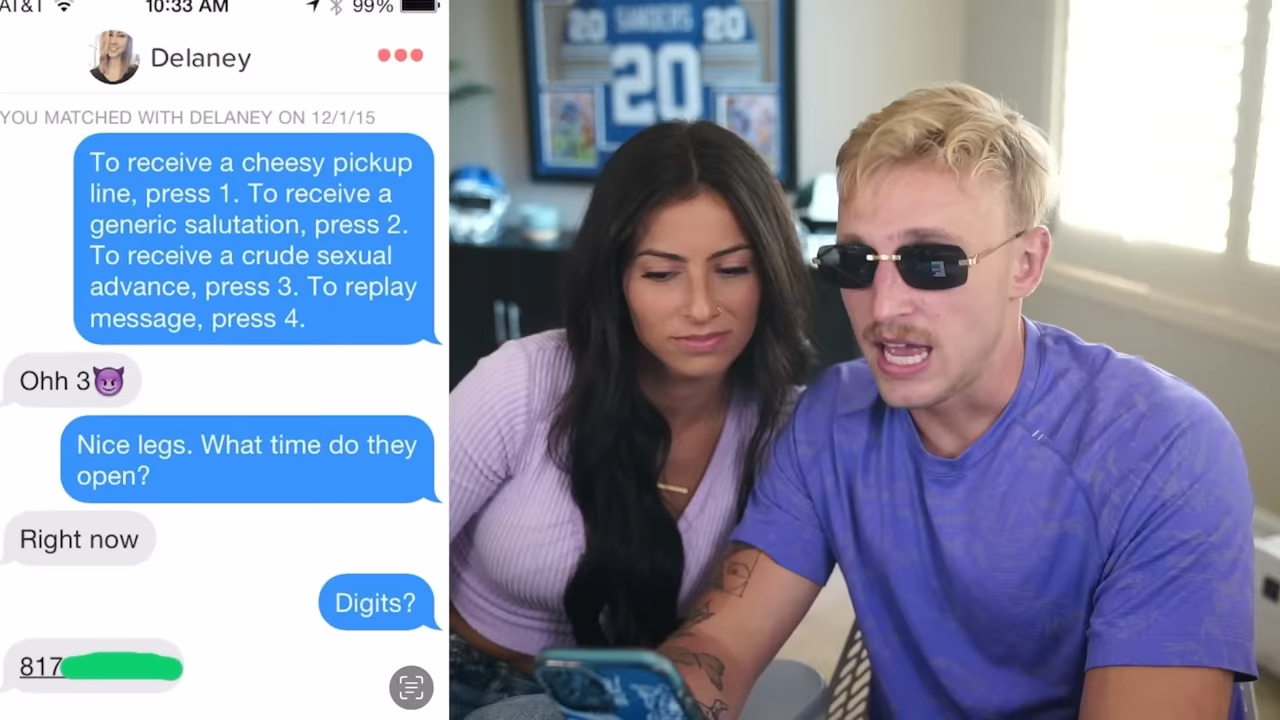 AT&T 10:33 AM 99%
Delaney
YOU MATCHED WITH DELANEY ON 12/1/15
To receive a cheesy pickup
line, press 1. To receive a
generic salutation, press 2.
To receive a crude sexual
advance, press 3. To replay
message, press 4.
Ohh 3😈
Nice legs. What time do they
open?
Right now
Digits?
817
20 SANDERS 20
20